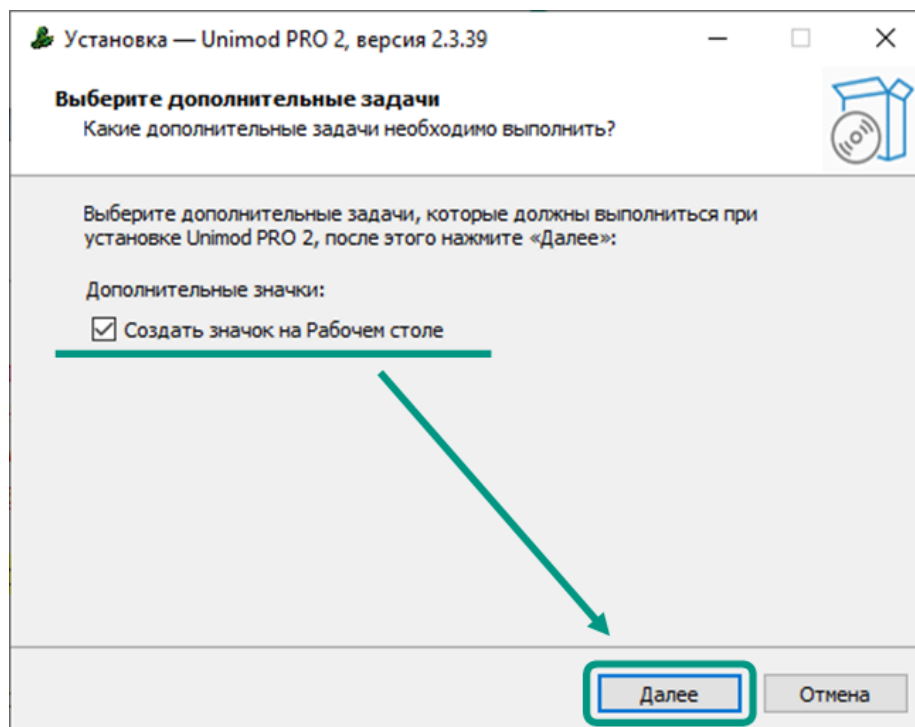 Установка — Unimod PRO 2, версия 2.3.39
Выберите дополнительные задачи
Какие дополнительные задачи необходимо выполнить?
Выберите дополнительные задачи, которые должны выполниться при
установке Unimod PRO 2, после этого нажмите «Далее»:
Дополнительные значки:
Создать значок на Рабочем столе
Далее
Отмена